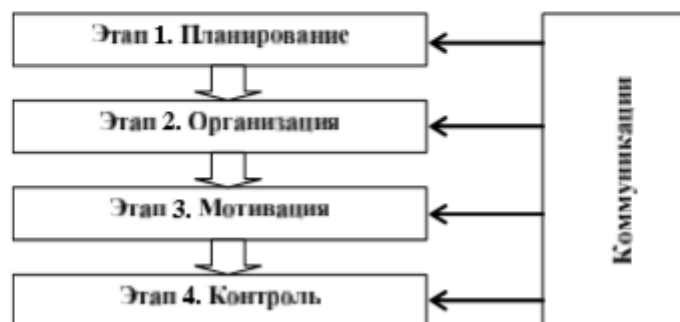 Этап 1. Планирование
Этап 2. Организация
Этап 3. Мотивация
Этап 4. Контроль
Коммуникации